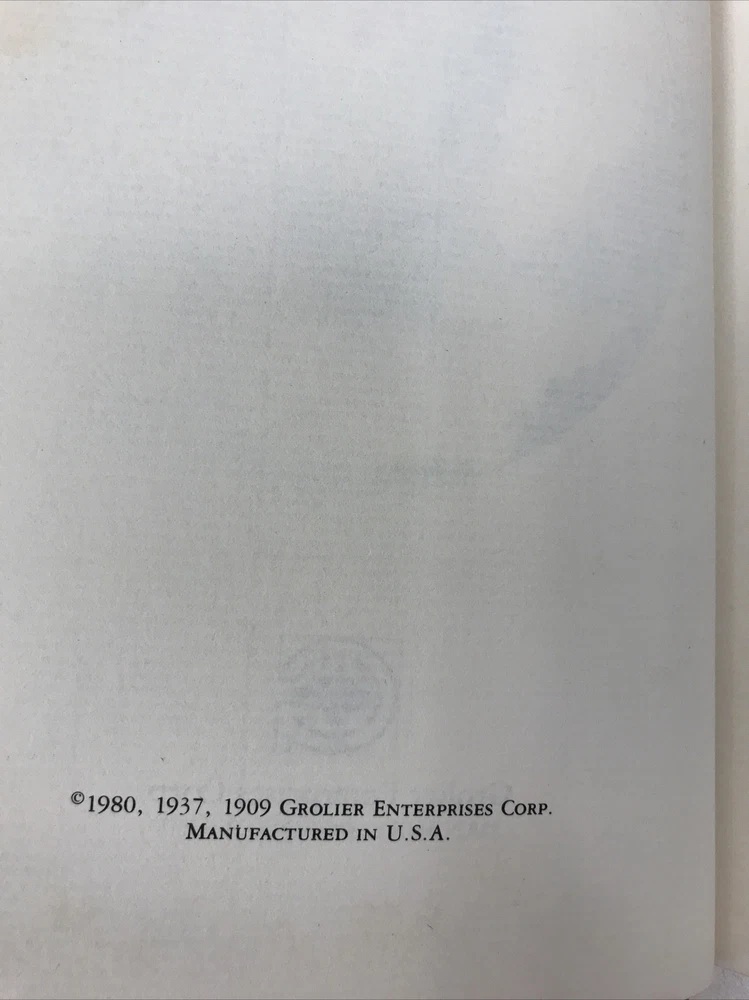 ©1980, 1937, 1909 GROLIER ENTERPRISES CORP.
MANUFACTURED IN U.S.A.